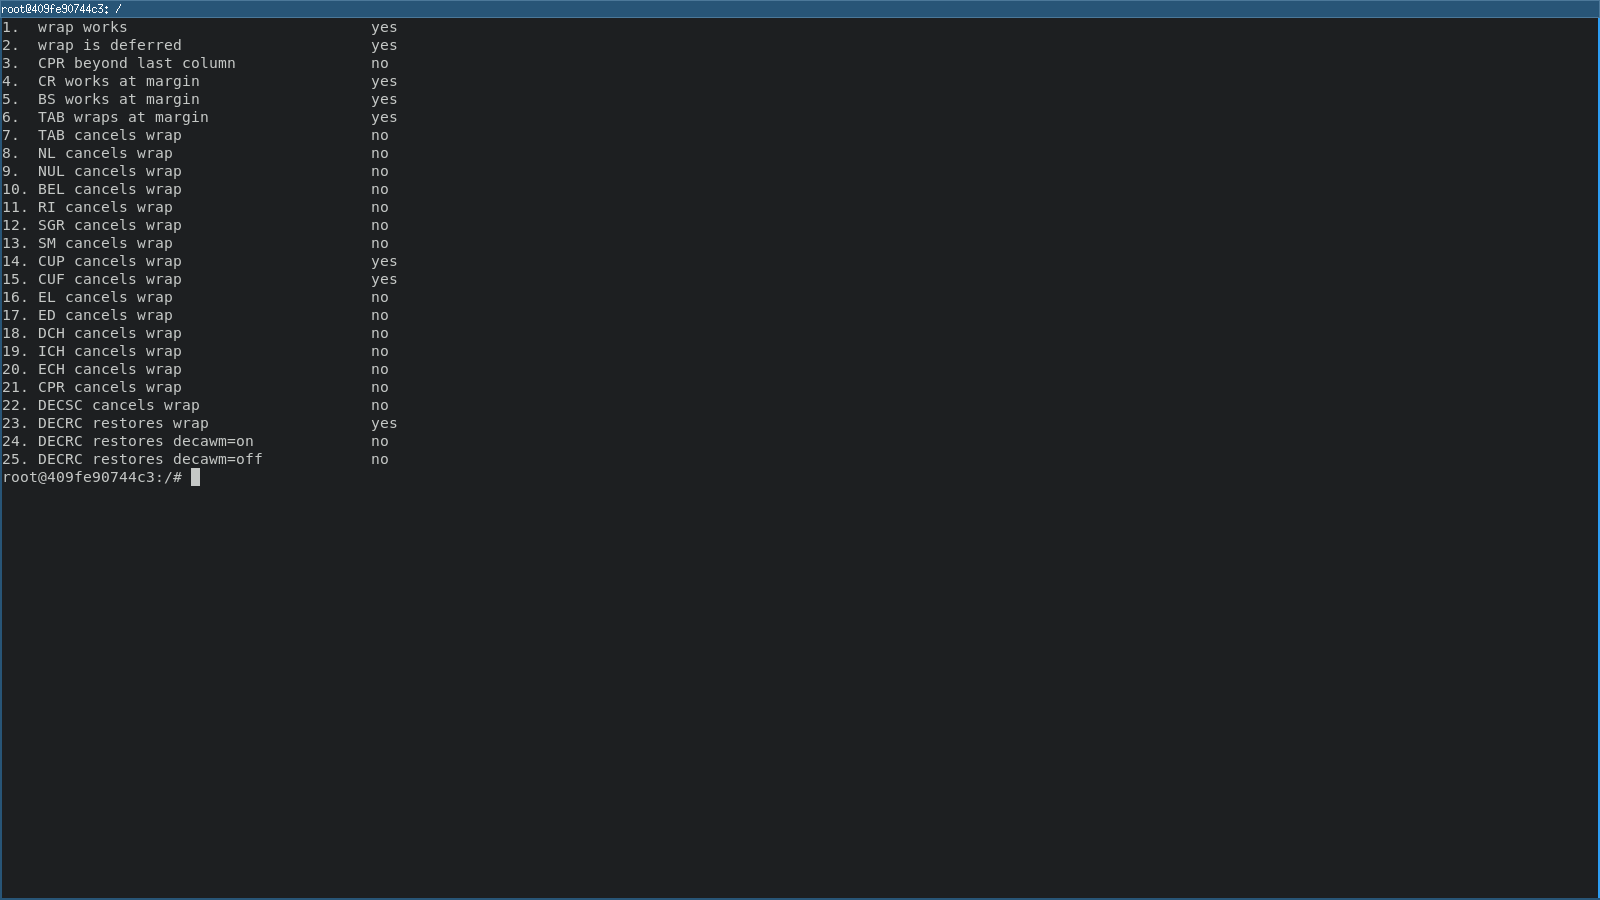 root@409fe90744c3: /
1.  wrap works                           yes
2.  wrap is deferred                     yes
3.  CPR beyond last column               no
4.  CR works at margin                   yes
5.  BS works at margin                   yes
6.  TAB wraps at margin                  yes
7.  TAB cancels wrap                     no
8.  NL cancels wrap                      no
9.  NUL cancels wrap                     no
10. BEL cancels wrap                     no
11. RI cancels wrap                      no
12. SGR cancels wrap                     no
13. SM cancels wrap                      no
14. CUP cancels wrap                     yes
15. CUF cancels wrap                     yes
16. EL cancels wrap                      no
17. ED cancels wrap                      no
18. DCH cancels wrap                     no
19. ICH cancels wrap                     no
20. ECH cancels wrap                     no
21. CPR cancels wrap                     no
22. DECSC cancels wrap                   no
23. DECRC restores wrap                  yes
24. DECRC restores decawm=on             no
25. DECRC restores decawm=off            no
root@409fe90744c3:/#